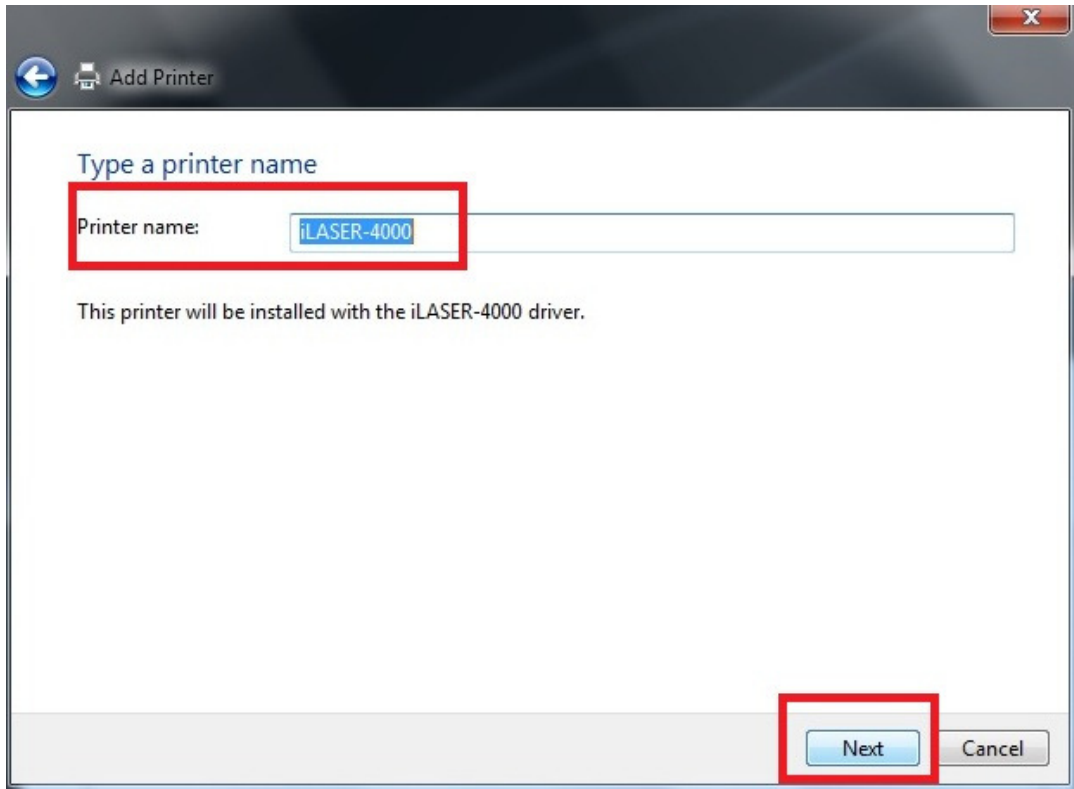 Add Printer
Type a printer name
Printer name: iLASER-4000
This printer will be installed with the iLASER-4000 driver.
Next Cancel